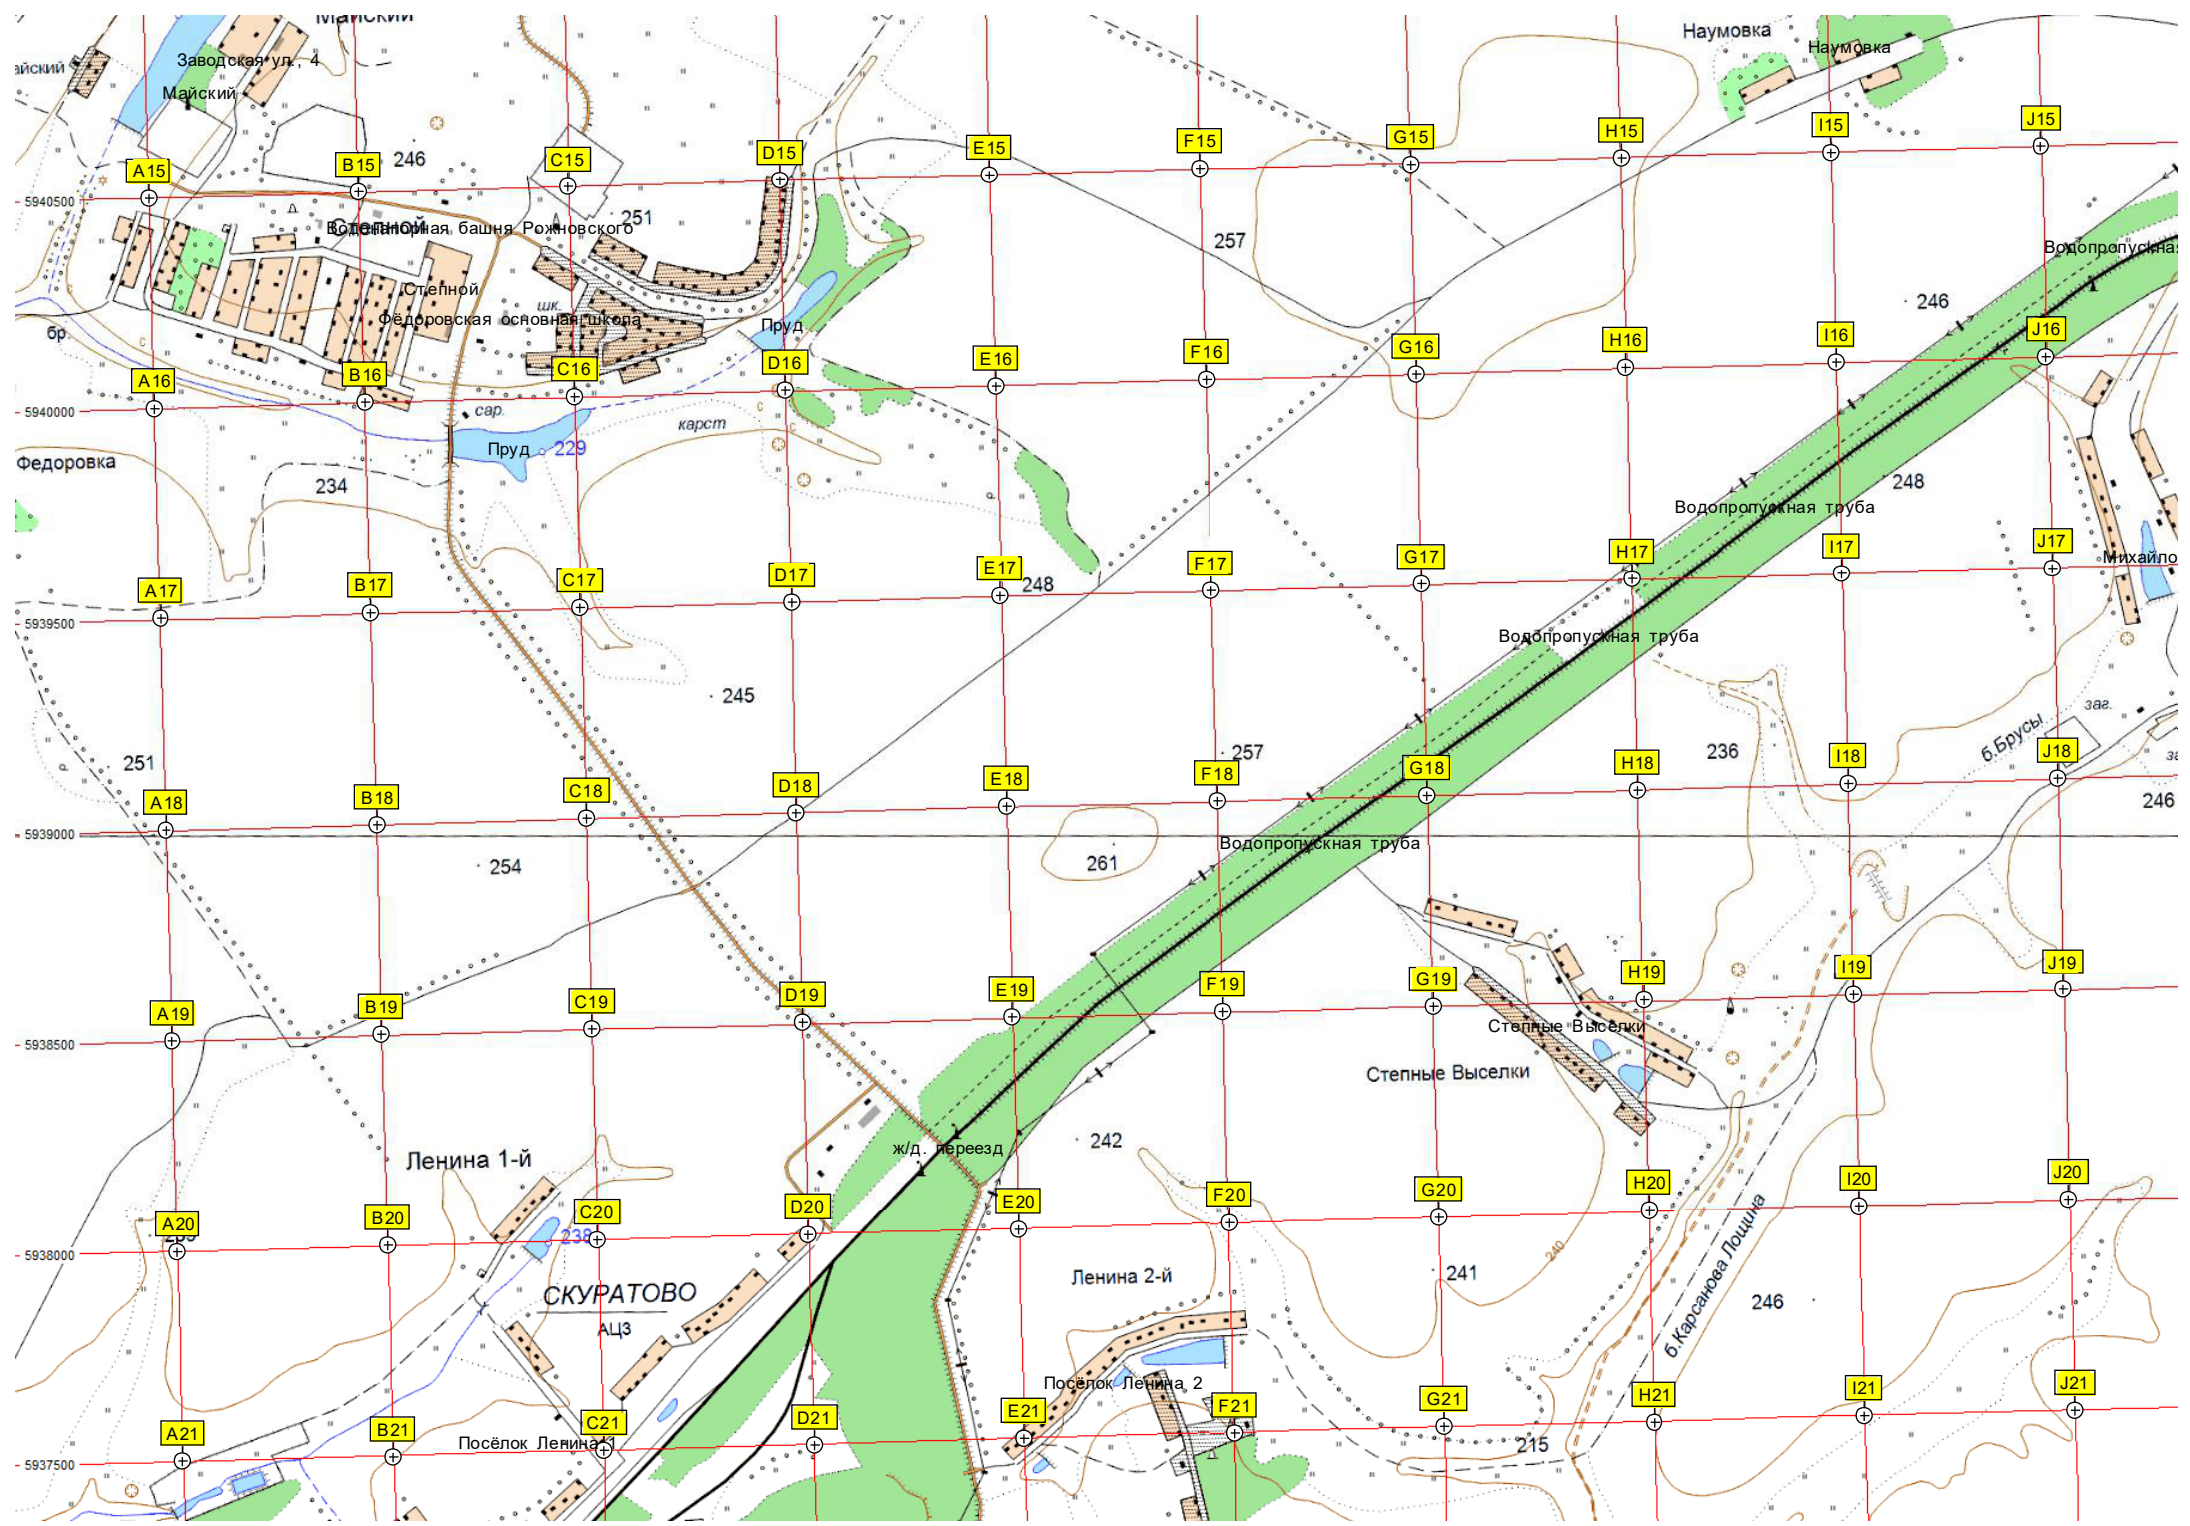 Майский
Наумовка
Наумовка
Заводская ул., 4
айский
Майский
A15
B15
246
C15
D15
E15
F15
G15
H15
I15
J15
5940500
251
Степной
Водонапорная башня Рожновского
257
Водопропускная
Степной
246
шк.
Фёдоровская основная школа
Пруд
бр.
A16
B16
C16
D16
E16
F16
G16
H16
I16
J16
5940000
сар.
карст
Пруд
229
Федоровка
234
248
Водопропускная труба
A17
B17
C17
D17
E17
248
F17
G17
H17
I17
J17
Михайло
5939500
Водопропускная труба
245
заг.
б.Брусы
251
257
236
A18
B18
C18
D18
E18
F18
G18
H18
I18
J18
246
5939000
Водопропускная труба
254
261
A19
B19
C19
D19
E19
F19
G19
H19
I19
J19
Степные Выселки
5938500
Степные Выселки
242
ж/д. переезд
Ленина 1-й
A20
B20
C20
D20
E20
F20
G20
H20
I20
J20
238
5938000
240
б.Карсанова Лощина
Ленина 2-й
241
СКУРАТОВО
АЦЗ
246
Посёлок Ленина 2
A21
B21
C21
D21
E21
F21
G21
H21
I21
J21
Посёлок Ленина 1
215
5937500